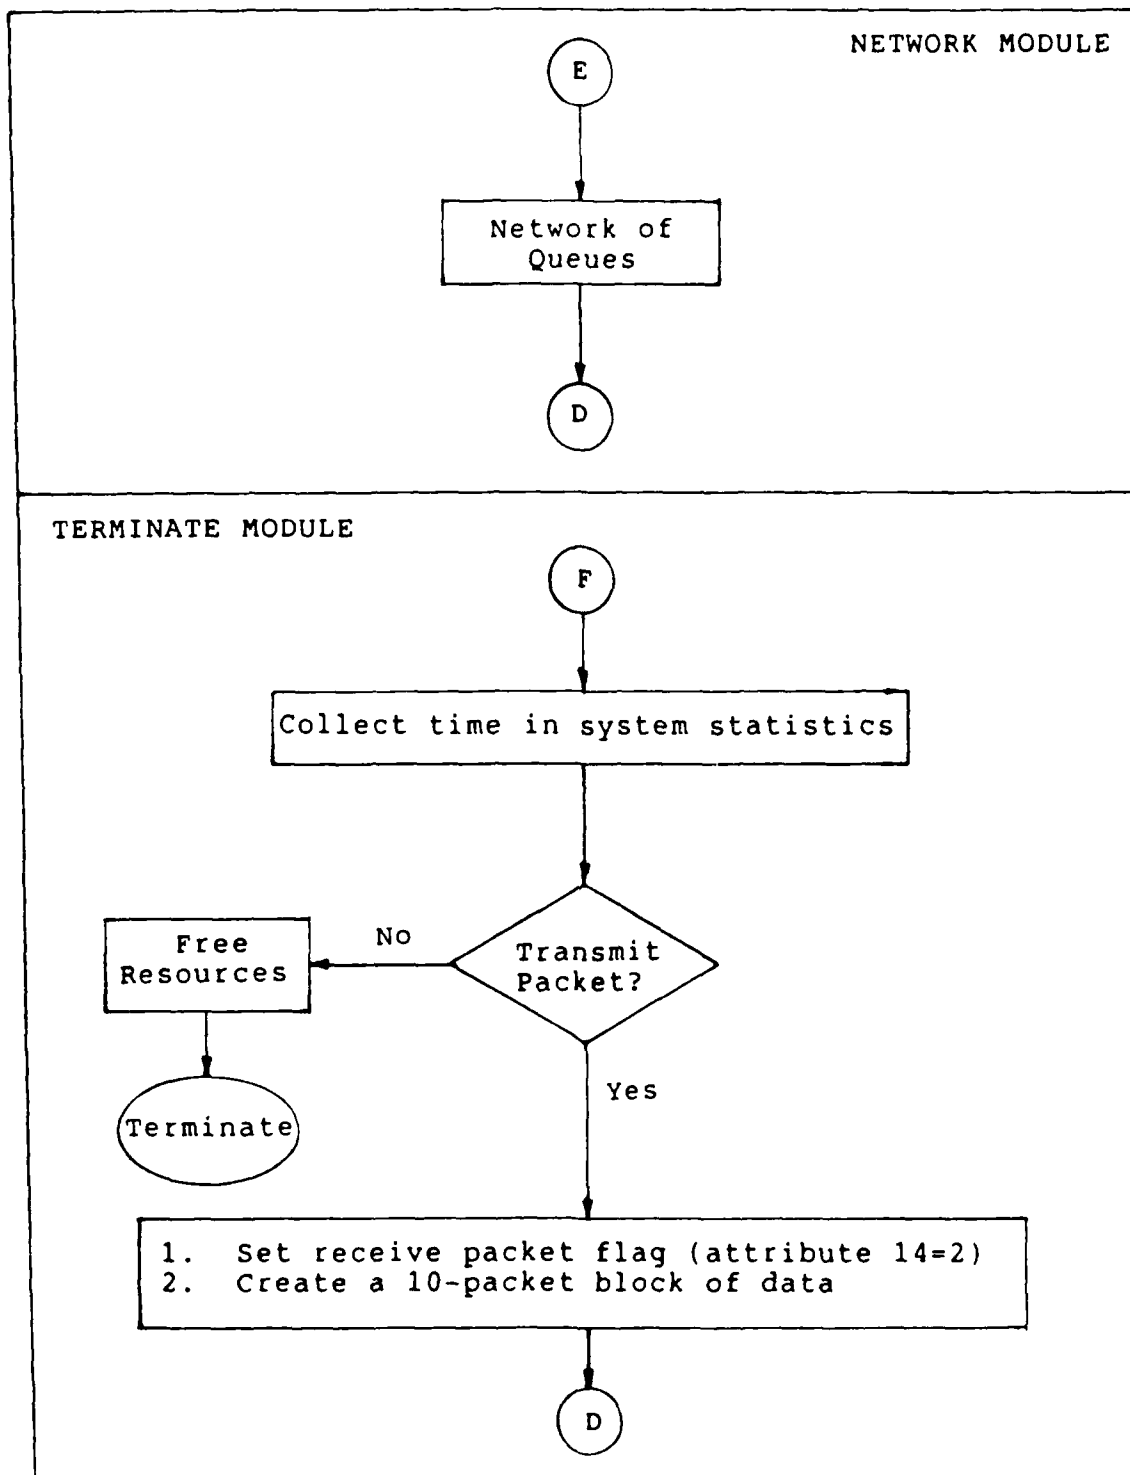 NETWORK MODULE
E
Network of
Queues
D
TERMINATE MODULE
F
Collect time in system statistics
Transmit
Packet?
No
Free
Resources
Terminate
Yes
1. Set receive packet flag (attribute 14=2)
2. Create a 10-packet block of data
D